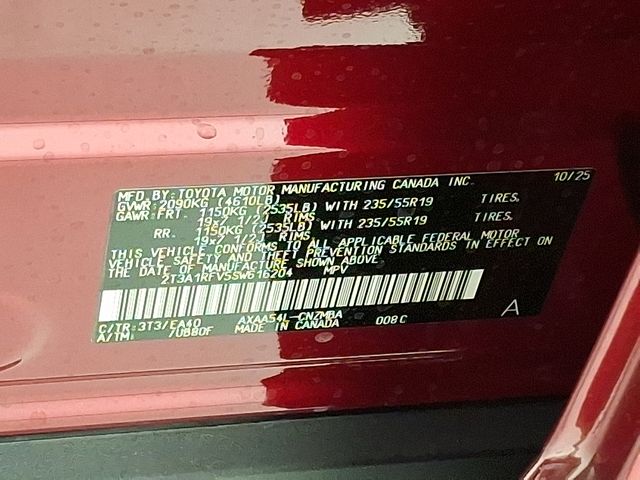 MFD BY:TOYOTA MOTOR MANUFACTURING CANADA INC. 10/25
GVWR:2090KG (4610LB)
GAWR:FRT. 1150KG (2535LB) WITH 235/55R19 TIRES,
19x7 1/2J RIMS
RR. 1150KG (2535LB) WITH 235/55R19 TIRES,
19x7 1/2J RIMS
THIS VEHICLE CONFORMS TO ALL APPLICABLE FEDERAL MOTOR
VEHICLE SAFETY AND THEFT PREVENTION STANDARDS IN EFFECT ON
THE DATE OF MANUFACTURE SHOWN ABOVE.
2T3A1RFV5SW616204 MPV
C/TR:3T3/EA40 AXAA54L-CNZMBA 008C A
A/TM: /UB80F MADE IN CANADA